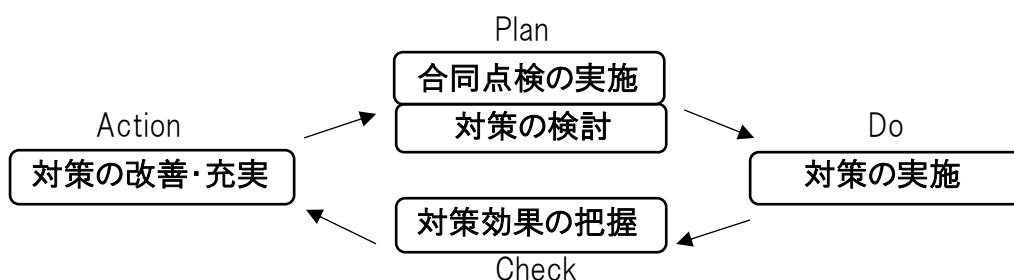 Plan
合同点検の実施
対策の検討
Action
対策の改善・充実
Do
対策の実施
対策効果の把握
Check